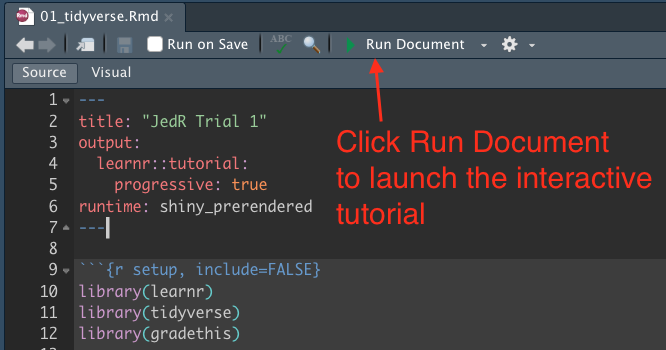 01_tidyverse.Rmd
Run on Save ABC Run Document
Source Visual
1 ---
2 title: "JedR Trial 1"
3 output:
4 learnr::tutorial:
5 progressive: true
6 runtime: shiny_prerendered
7 ---
8
9 ```{r setup, include=FALSE}
10 library(learnr)
11 library(tidyverse)
12 library(gradethis)
Click Run Document
to launch the interactive
tutorial